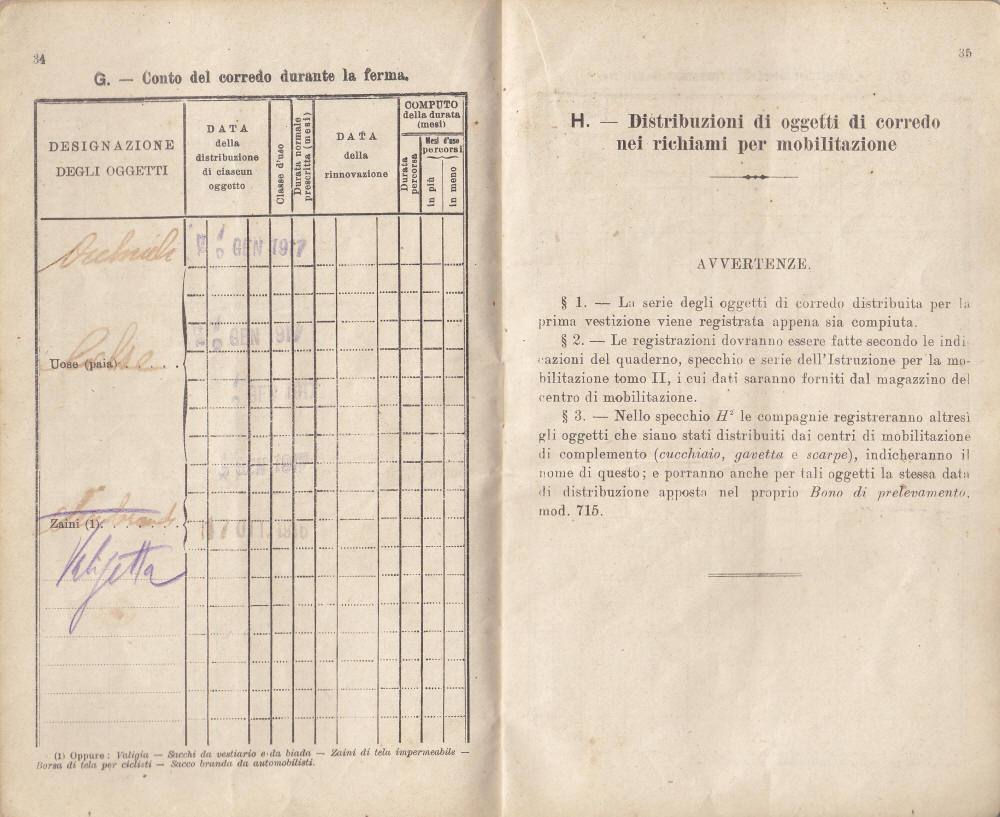 34
G. — Conto del corredo durante la ferma.
DESIGNAZIONE
DEGLI OGGETTI
DATA
della
distribuzione
di ciascun
oggetto
Classe d'uso
Durata normale
prescritta (mesi)
DATA
della
rinnovazione
COMPUTO
della durata
(mesi)
Durata
percorsa
Mesi d'uso
percorsi
in più
in meno
GEN 1917
Uose (paia)
GEN 1917
Zaini (1)
OTT. 1916
Valigetta
(1) Oppure: Valigia — Sacchi da vestiario e da biada — Zaini di tela impermeabile —
Borsa di tela per ciclisti — Sacco branda da automobilisti.
35
H. — Distribuzioni di oggetti di corredo
nei richiami per mobilitazione
AVVERTENZE.
§ 1. — La serie degli oggetti di corredo distribuita per la
prima vestizione viene registrata appena sia compiuta.
§ 2. — Le registrazioni dovranno essere fatte secondo le indi-
cazioni del quaderno, specchio e serie dell'Istruzione per la mo-
bilitazione tomo II, i cui dati saranno forniti dal magazzino del
centro di mobilitazione.
§ 3. — Nello specchio H² le compagnie registreranno altresì
gli oggetti che siano stati distribuiti dai centri di mobilitazione
di complemento (cucchiaio, gavetta e scarpe), indicheranno il
nome di questo; e porranno anche per tali oggetti la stessa data
di distribuzione apposta nel proprio Bono di prelevamento,
mod. 715.